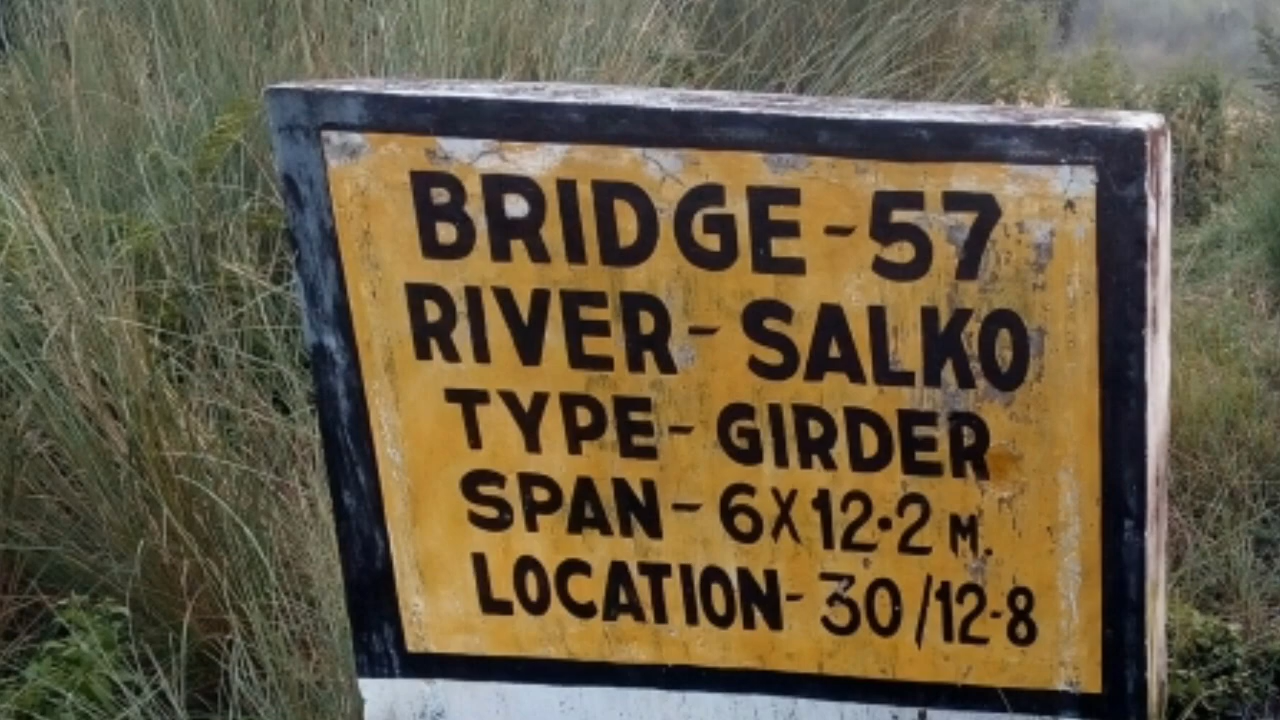 BRIDGE-57
RIVER-SALKO
TYPE-GIRDER
SPAN-6X12.2 M.
LOCATION-30/12-8